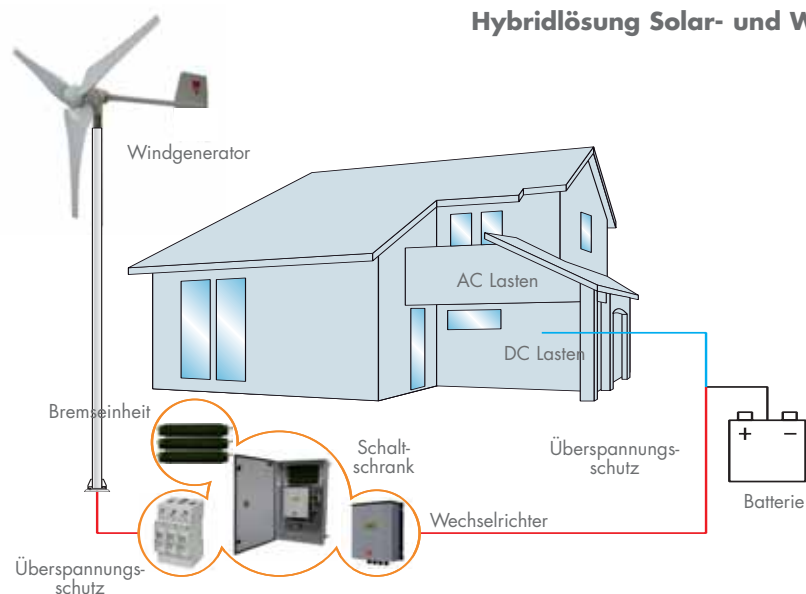 Hybridlösung Solar- und W
Windgenerator
AC Lasten
DC Lasten
Bremseinheit
Schalt-
schrank
Überspannungs-
schutz
+ −
Batterie
Wechselrichter
Überspannungs-
schutz